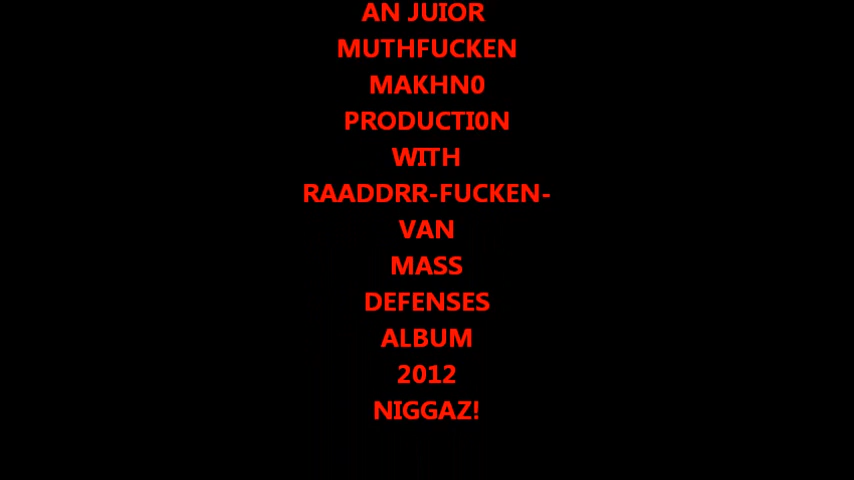 AN JUIOR
MUTHFUCKEN
MAKHN0
PRODUCTI0N
WITH
RAADDRR-FUCKEN-
VAN
MASS
DEFENSES
ALBUM
2012
NIGGAZ!